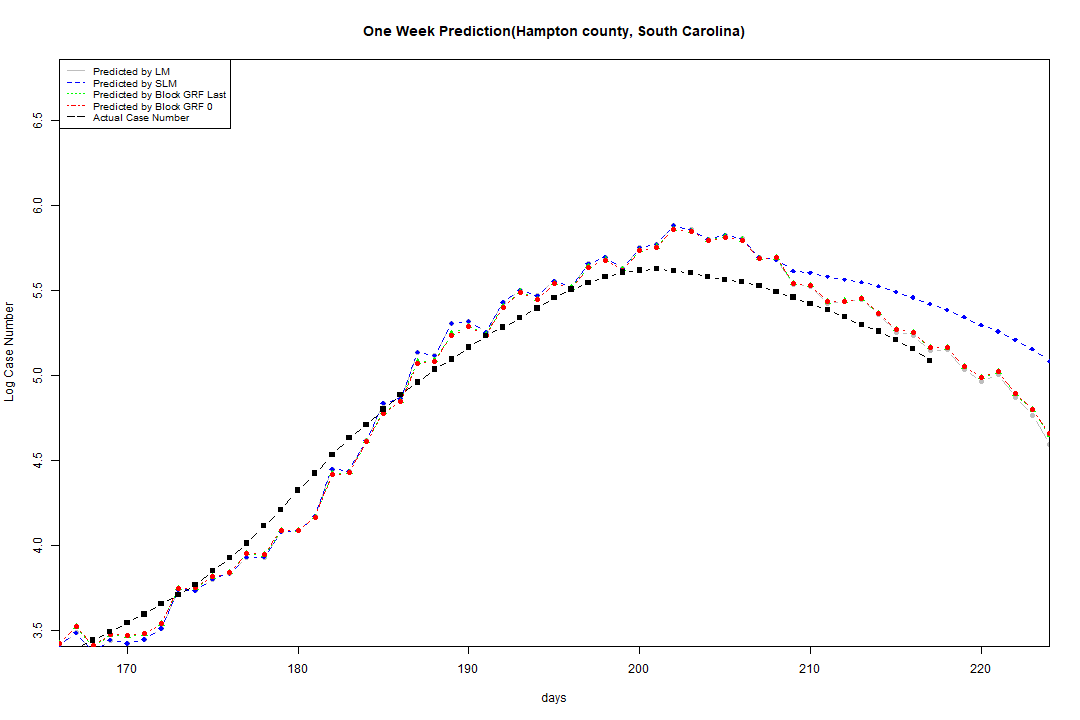 One Week Prediction(Hampton county, South Carolina)
Predicted by LM
Predicted by SLM
Predicted by Block GRF Last
Predicted by Block GRF 0
Actual Case Number
6.5
6.0
5.5
5.0
4.5
4.0
3.5
Log Case Number
170 180 190 200 210 220
days